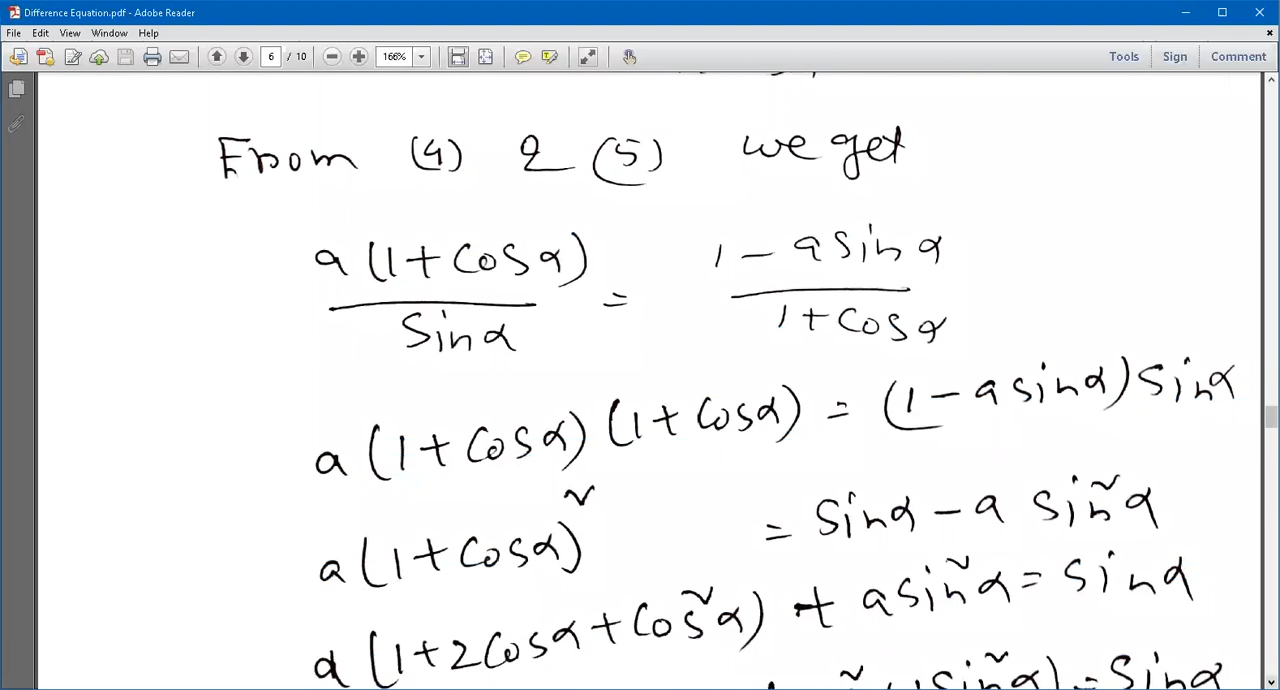 Difference Equation.pdf - Adobe Reader
File Edit View Window Help
6 / 10 166% Tools Sign Comment
From (4) & (5) we get
a(1+cosα)/sinα = (1-a sinα)/(1+cosα)
a(1+cosα)(1+cosα) = (1-a sinα) sinα
a(1+cosα)² = sinα - a sin²α
a(1+2cosα+cos²α) + a sin²α = sinα
sin²α) = sinα